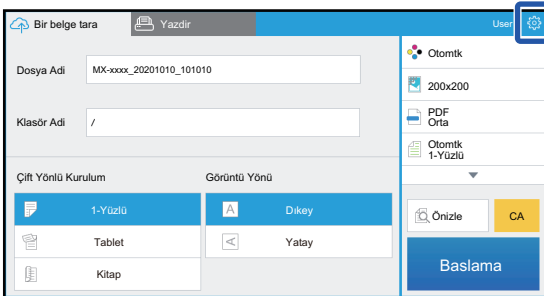 Bir belge tara
Yazdir
User
Dosya Adi
MX-xxxx_20201010_101010
Klasör Adi
/
Çift Yönlü Kurulum
Görüntü Yönü
1-Yüzlü
Tablet
Kitap
A
Dıkey
A
Yatay
Otomtk
200x200
PDF
Orta
Otomtk
1-Yüzlü
Önizle
CA
Baslama